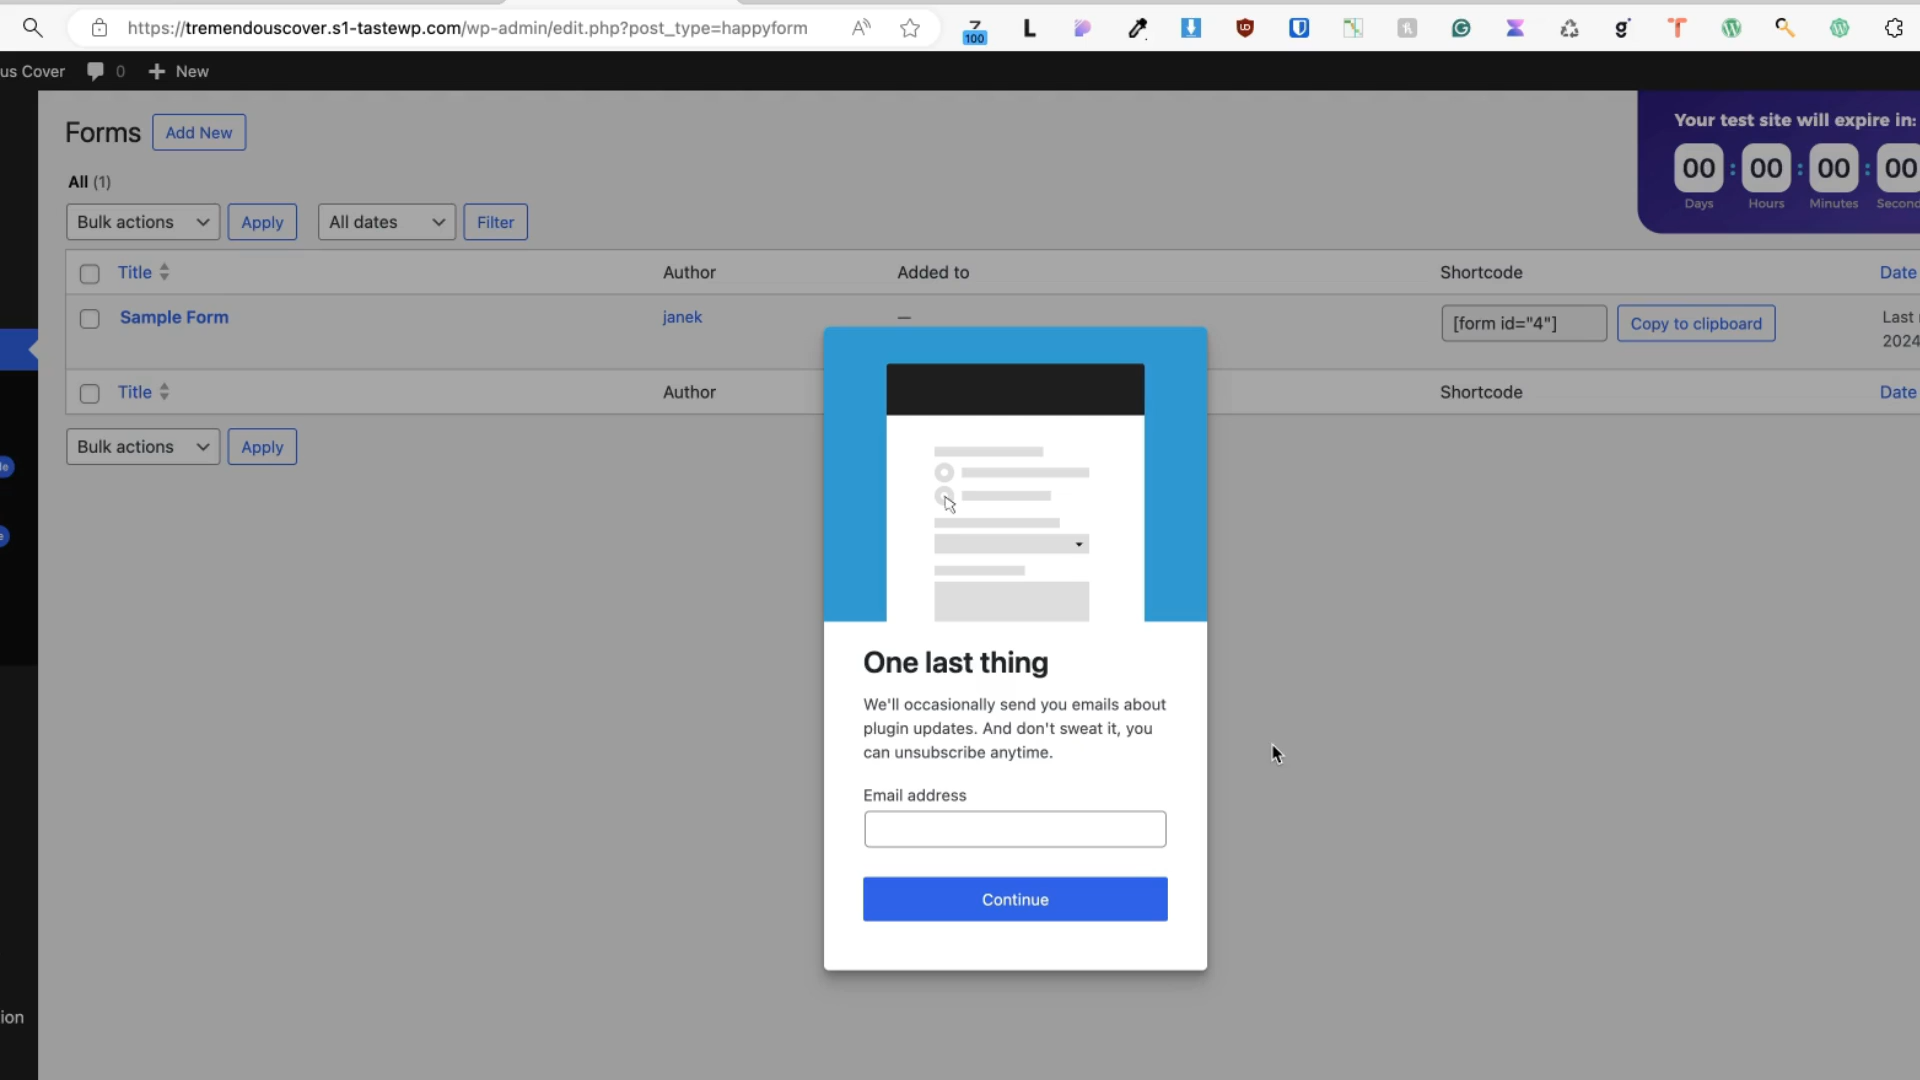 https://tremendouscover.s1-tastewp.com/wp-admin/edit.php?post_type=happyform
100
us Cover 0 New
Forms Add New
Your test site will expire in:
00 : 00 : 00 : 00
Days Hours Minutes Second
All (1)
Bulk actions Apply All dates Filter
Title Author Added to Shortcode Date
Sample Form janek — [form id="4"] Copy to clipboard Last
2024
Title Author Shortcode Date
Bulk actions Apply
le
e
One last thing
We'll occasionally send you emails about
plugin updates. And don't sweat it, you
can unsubscribe anytime.
Email address
Continue
ion